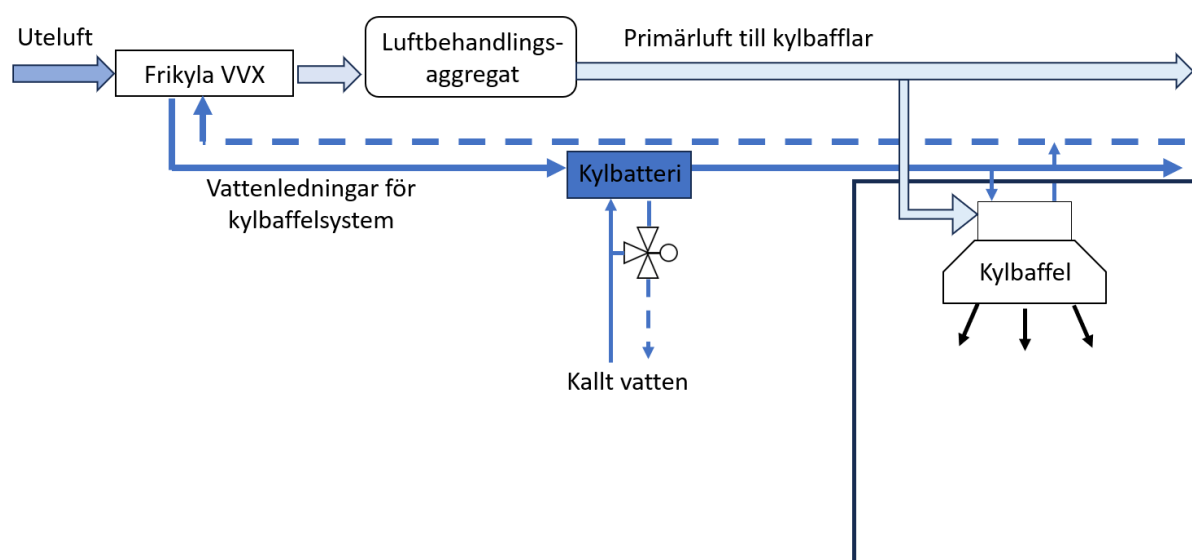 Uteluft
Frikyla VVX
Luftbehandlings-
aggregat
Primärluft till kylbafflar
Vattenledningar för
kylbaffelsystem
Kylbatteri
Kallt vatten
Kylbaffel